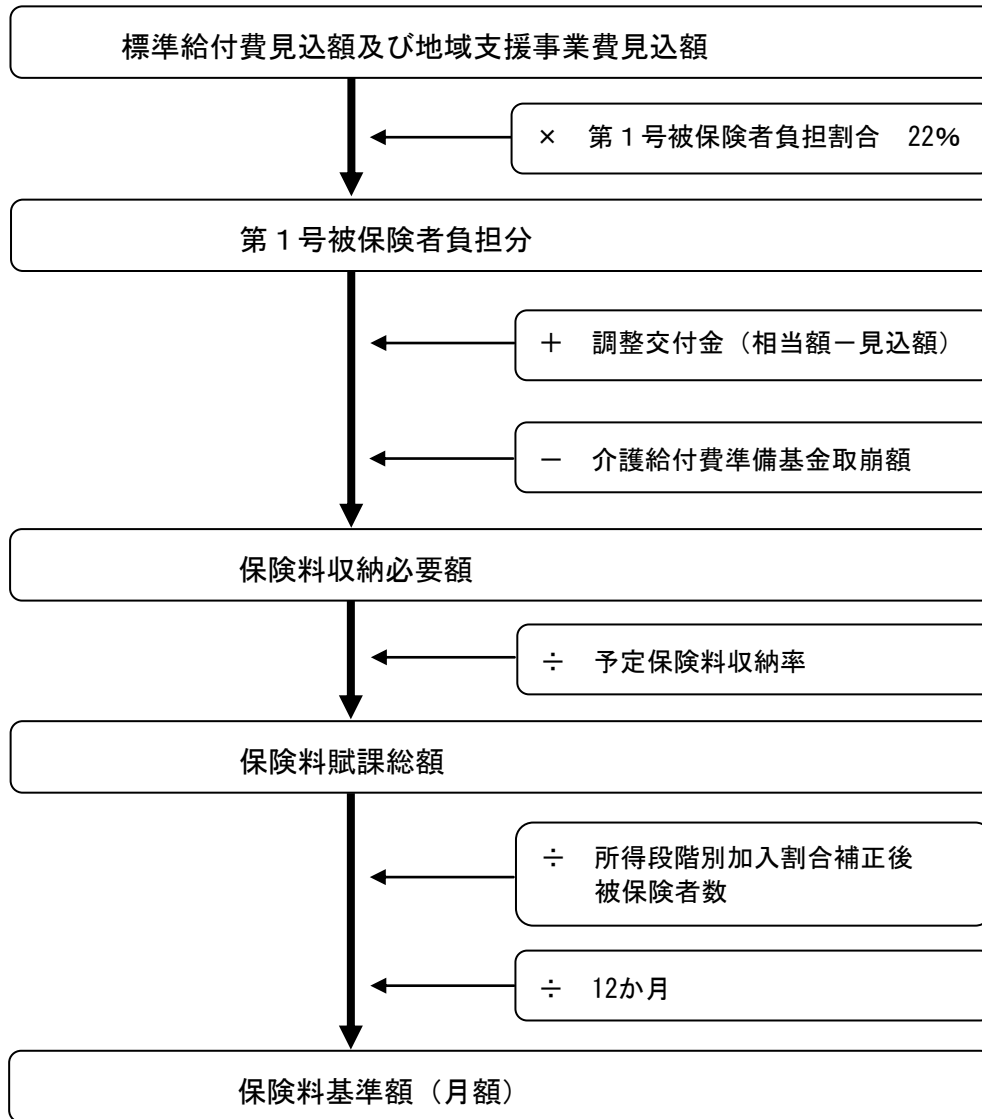 標準給付費見込額及び地域支援事業費見込額
× 第１号被保険者負担割合 22%
第１号被保険者負担分
＋ 調整交付金（相当額－見込額）
－ 介護給付費準備基金取崩額
保険料収納必要額
÷ 予定保険料収納率
保険料賦課総額
÷ 所得段階別加入割合補正後
被保険者数
÷ 12か月
保険料基準額（月額）